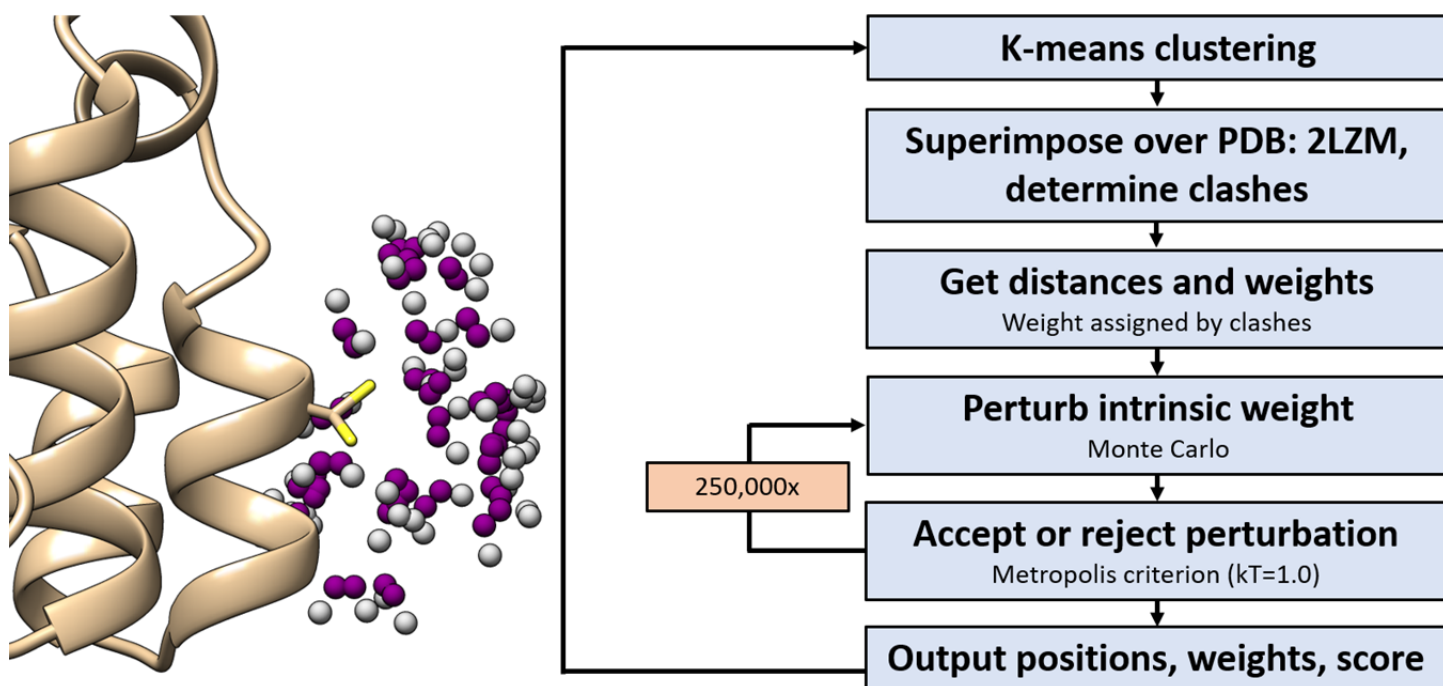 K-means clustering
Superimpose over PDB: 2LZM,
determine clashes
Get distances and weights
Weight assigned by clashes
Perturb intrinsic weight
Monte Carlo
250,000x
Accept or reject perturbation
Metropolis criterion (kT=1.0)
Output positions, weights, score